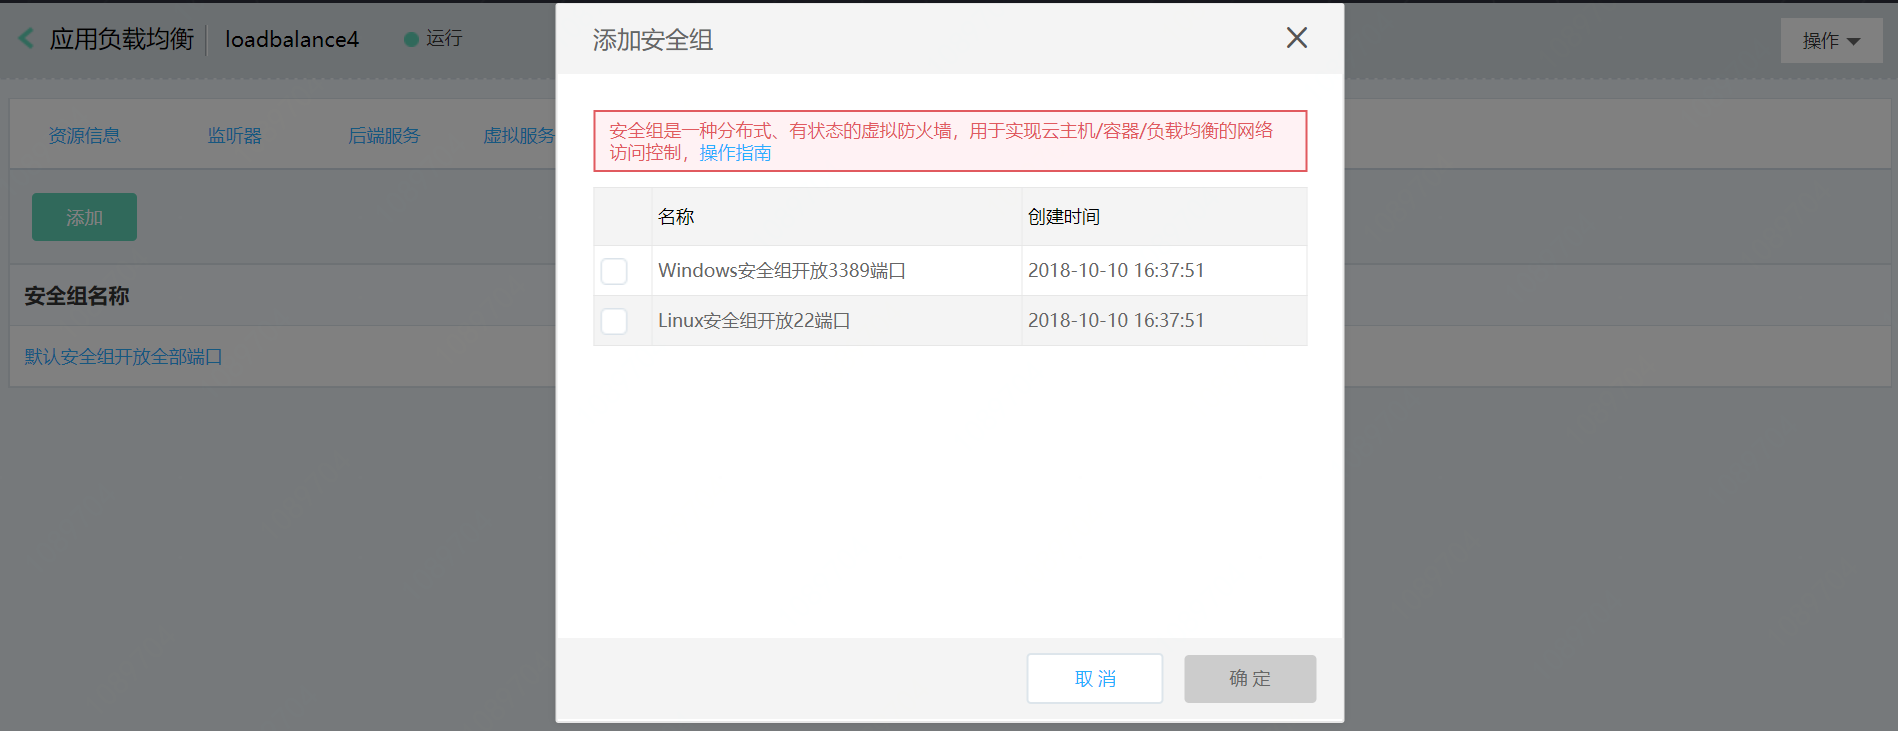 应用负载均衡 loadbalance4 运行
操作
资源信息 监听器 后端服务 虚拟服务
添加
安全组名称
默认安全组开放全部端口
添加安全组
安全组是一种分布式、有状态的虚拟防火墙，用于实现云主机/容器/负载均衡的网络
访问控制，操作指南
名称 创建时间
Windows安全组开放3389端口 2018-10-10 16:37:51
Linux安全组开放22端口 2018-10-10 16:37:51
取 消 确 定